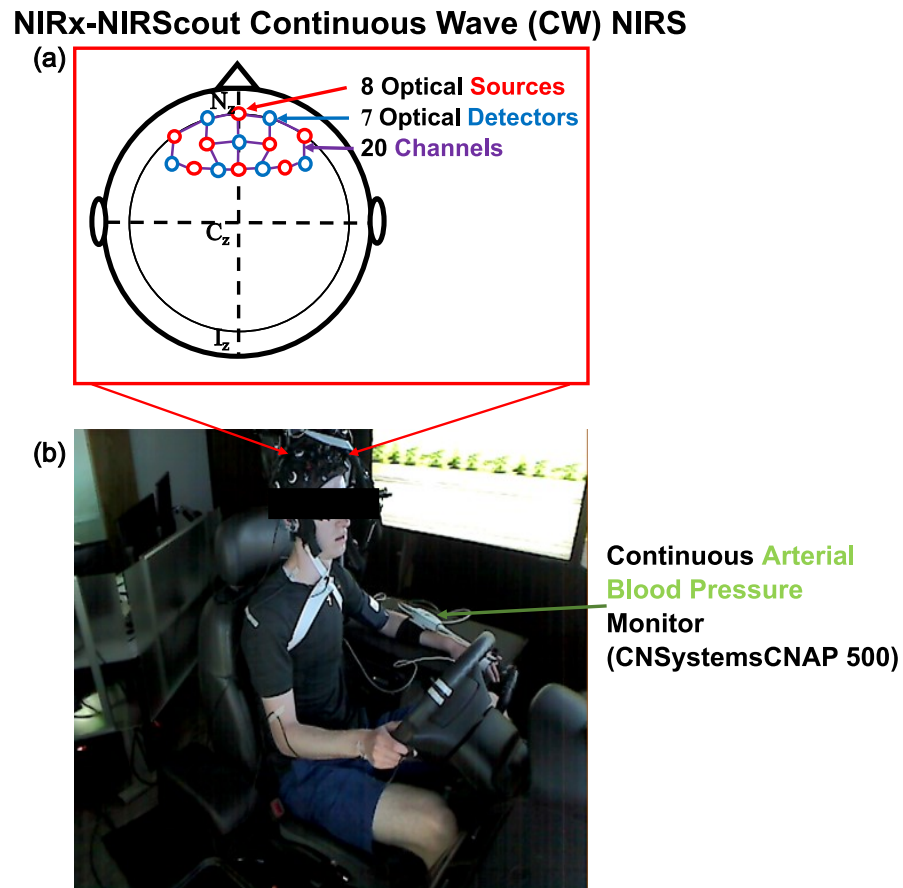 NIRx-NIRScout Continuous Wave (CW) NIRS
(a)
8 Optical Sources
7 Optical Detectors
20 Channels
Nz
Cz
Iz
(b)
Continuous Arterial
Blood Pressure
Monitor
(CNSystemsCNAP 500)